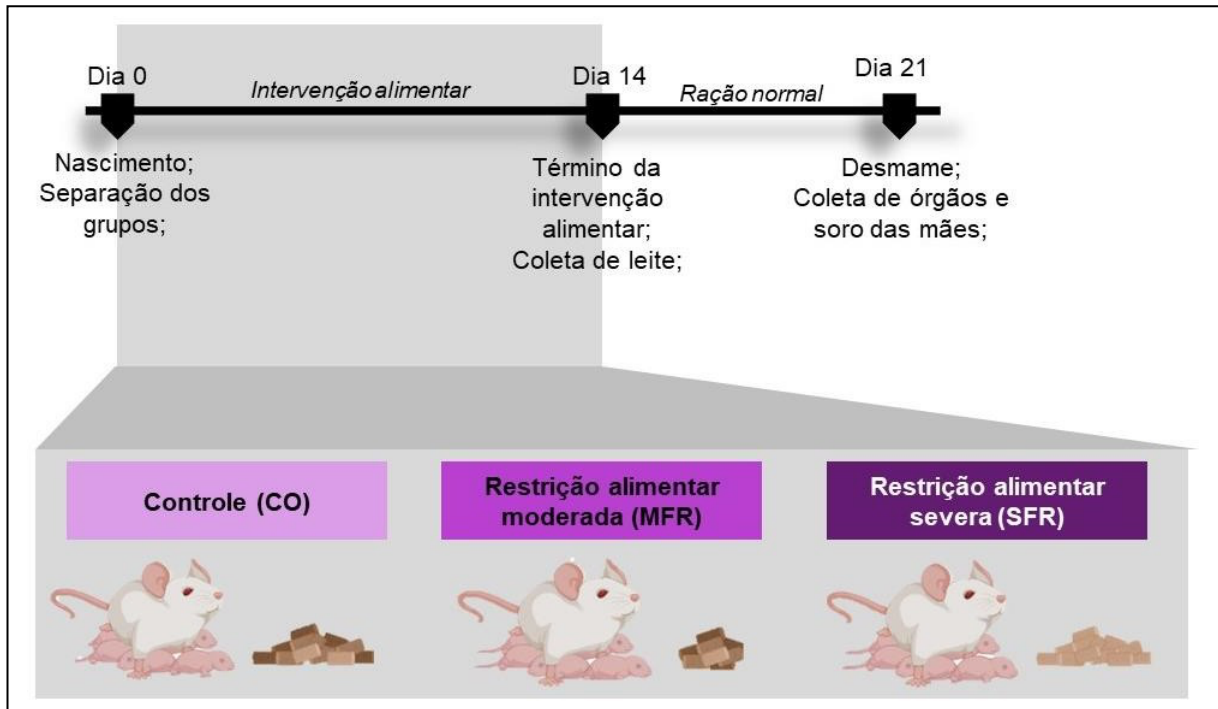 Dia 0
Intervenção alimentar
Dia 14
Ração normal
Dia 21
Nascimento;
Separação dos
grupos;
Término da
intervenção
alimentar;
Coleta de leite;
Desmame;
Coleta de órgãos e
soro das mães;
Controle (CO)
Restrição alimentar
moderada (MFR)
Restrição alimentar
severa (SFR)